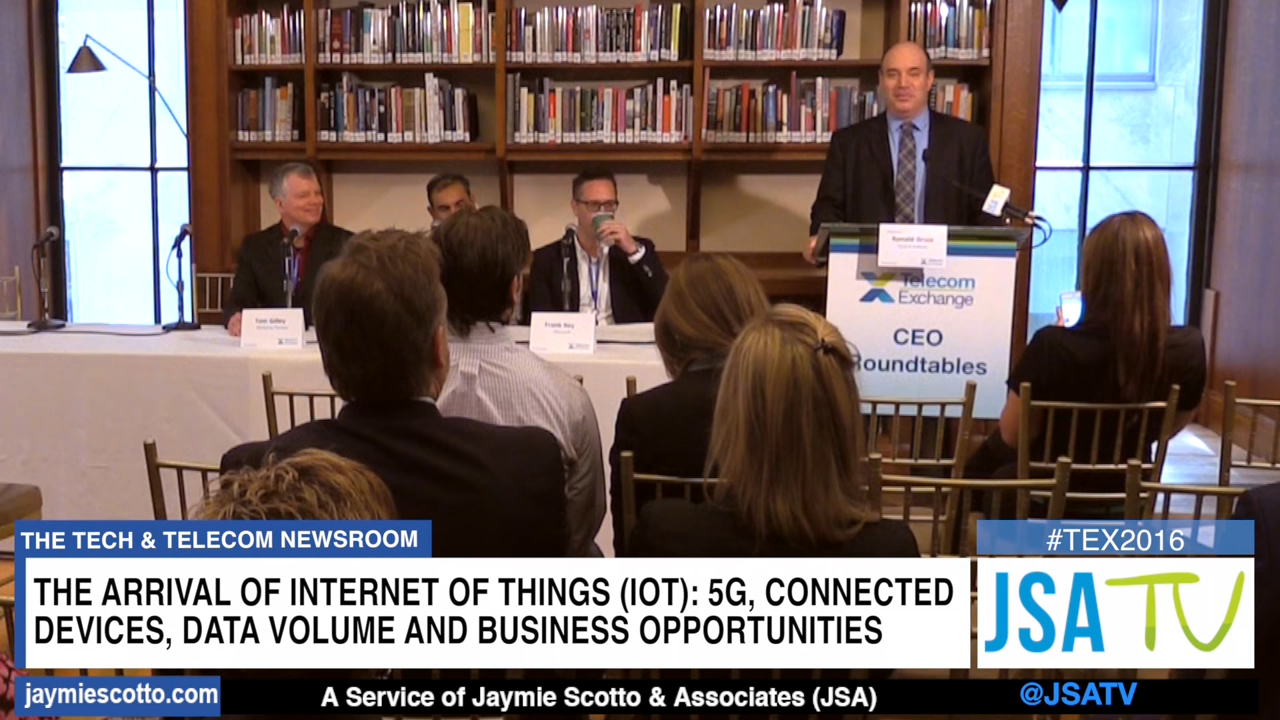 Ronald Gruia
Telecom
Exchange
CEO
Roundtables
Tom Gilley
Frank Rey
THE TECH & TELECOM NEWSROOM
#TEX2016
THE ARRIVAL OF INTERNET OF THINGS (IOT): 5G, CONNECTED
DEVICES, DATA VOLUME AND BUSINESS OPPORTUNITIES
JSA TV
jaymiescotto.com
A Service of Jaymie Scotto & Associates (JSA)
@JSATV